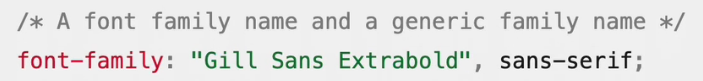 /* A font family name and a generic family name */
font-family: "Gill Sans Extrabold", sans-serif;